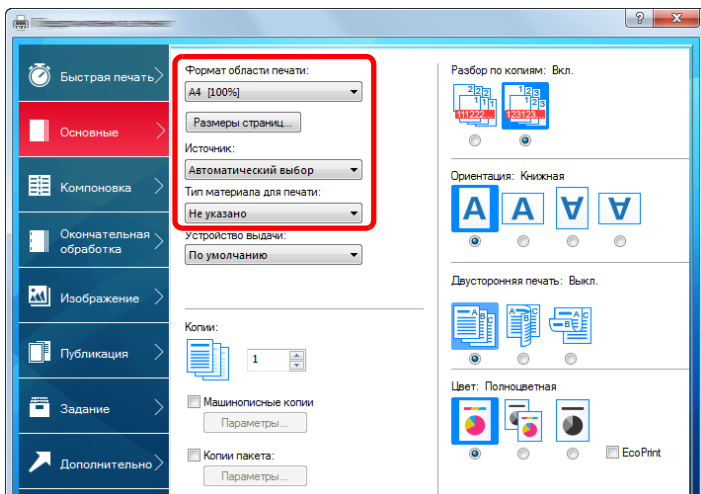 Быстрая печать
Основные
Компоновка
Окончательная
обработка
Изображение
Публикация
Задание
Дополнительно
Формат области печати:
A4 [100%]
Размеры страниц...
Источник:
Автоматический выбор
Тип материала для печати:
Не указано
Устройство выдачи:
По умолчанию
Копии:
1
Машинописные копии
Параметры...
Копии пакета:
Параметры...
Разбор по копиям: Вкл.
111222...
123123...
Ориентация: Книжная
A A A A
Двусторонняя печать: Выкл.
A B C
A B C
A B C
Цвет: Полноцветная
EcoPrint